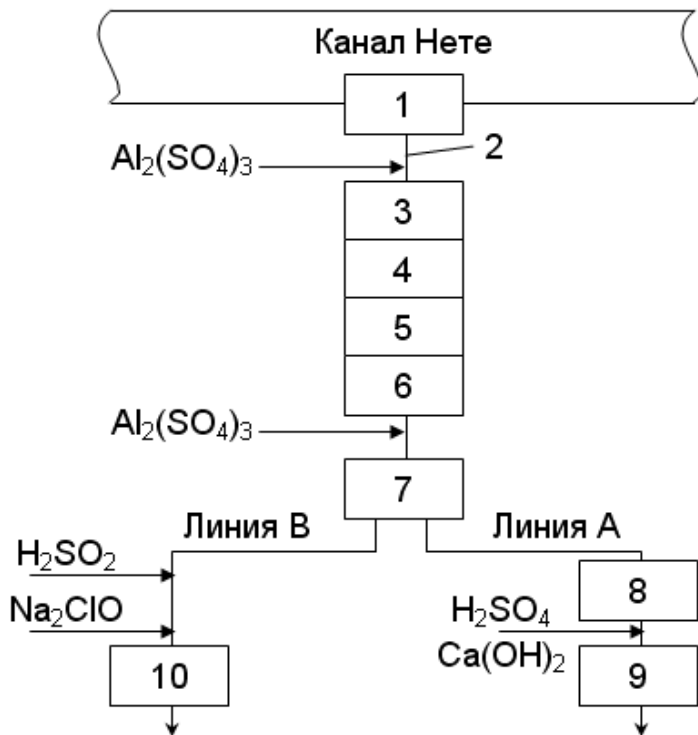 Канал Нете
1
2
Al₂(SO₄)₃
3
4
5
6
Al₂(SO₄)₃
7
Линия В
Линия А
H₂SO₂
8
Na₂ClO
H₂SO₄
Ca(OH)₂
10
9